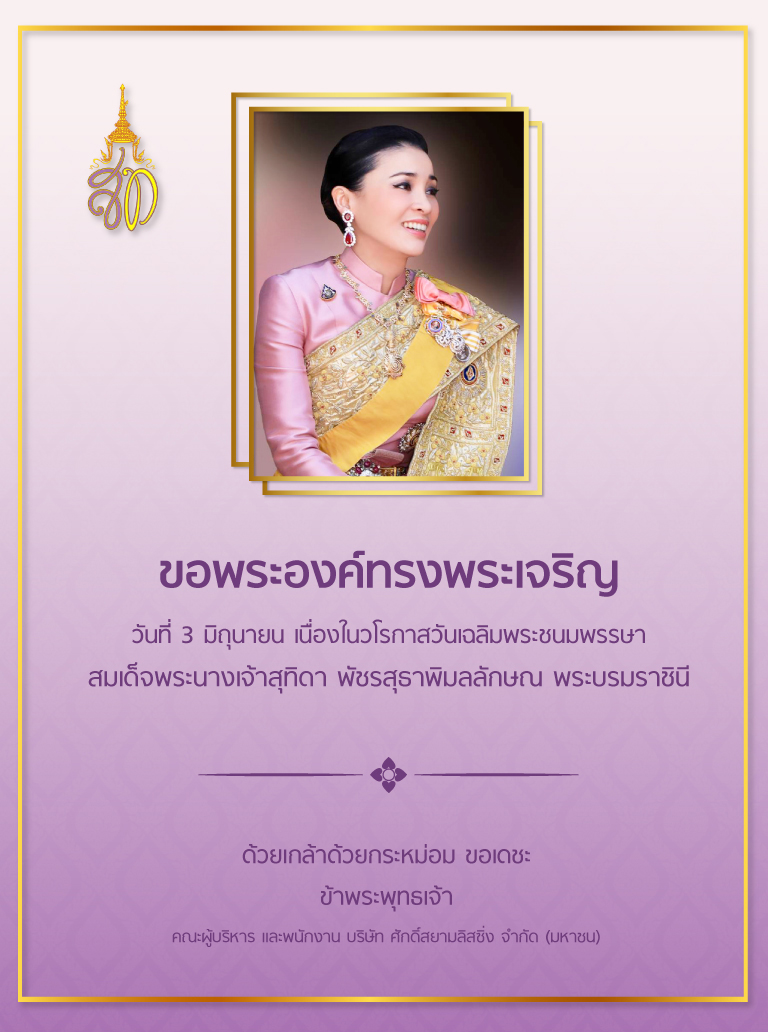 สท
ขอพระองค์ทรงพระเจริญ
วันที่ 3 มิถุนายน เนื่องในวโรกาสวันเฉลิมพระชนมพรรษา
สมเด็จพระนางเจ้าสุทิดา พัชรสุธาพิมลลักษณ พระบรมราชินี
ด้วยเกล้าด้วยกระหม่อม ขอเดชะ
ข้าพระพุทธเจ้า
คณะผู้บริหาร และพนักงาน บริษัท ศักดิ์สยามลิสซิ่ง จำกัด (มหาชน)